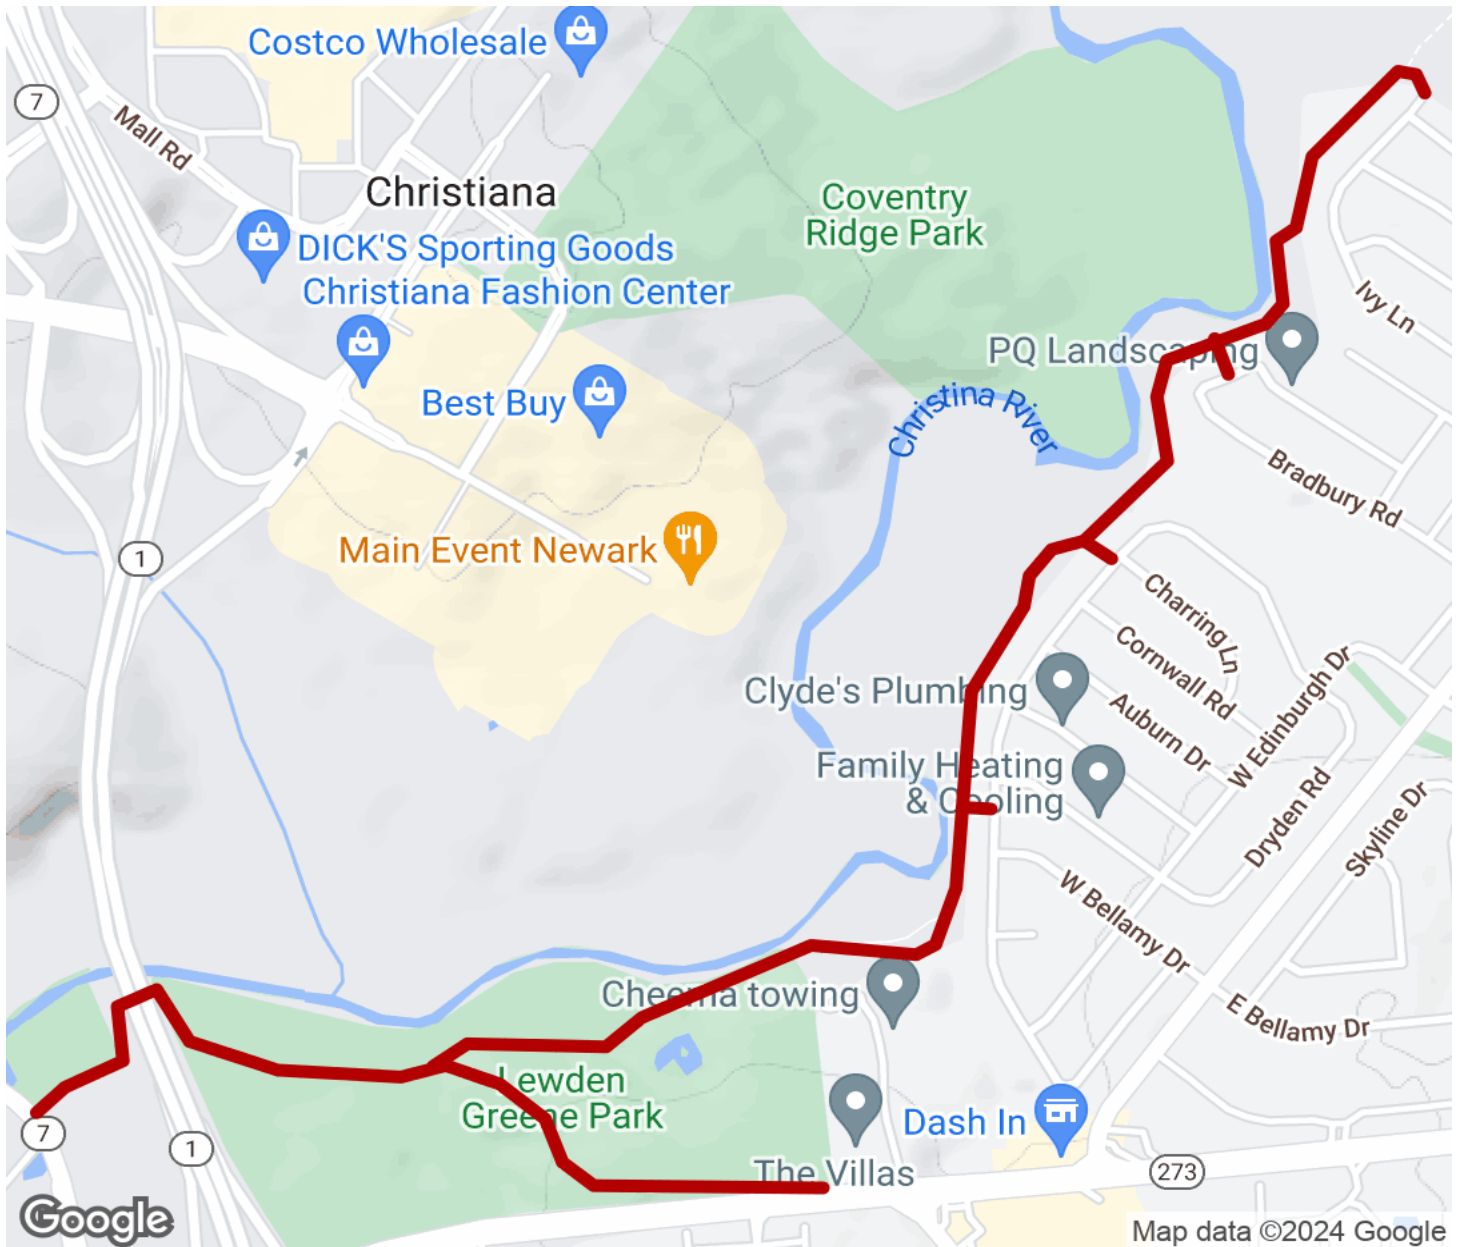 Costco Wholesale
7
Mall Rd
Christiana
Coventry
Ridge Park
DICK'S Sporting Goods
Christiana Fashion Center
Ivy Ln
PQ Landscaping
Best Buy
Christina River
Bradbury Rd
Main Event Newark
1
Charring Ln
Cornwall Rd
W Edinburgh Dr
Clyde's Plumbing
Auburn Dr
Family Heating
& Cooling
Dryden Rd
Skyline Dr
W Bellamy Dr
Cheema towing
E Bellamy Dr
Lewden
Greene Park
Dash In
7
1
The Villas
273
Google
Map data ©2024 Google